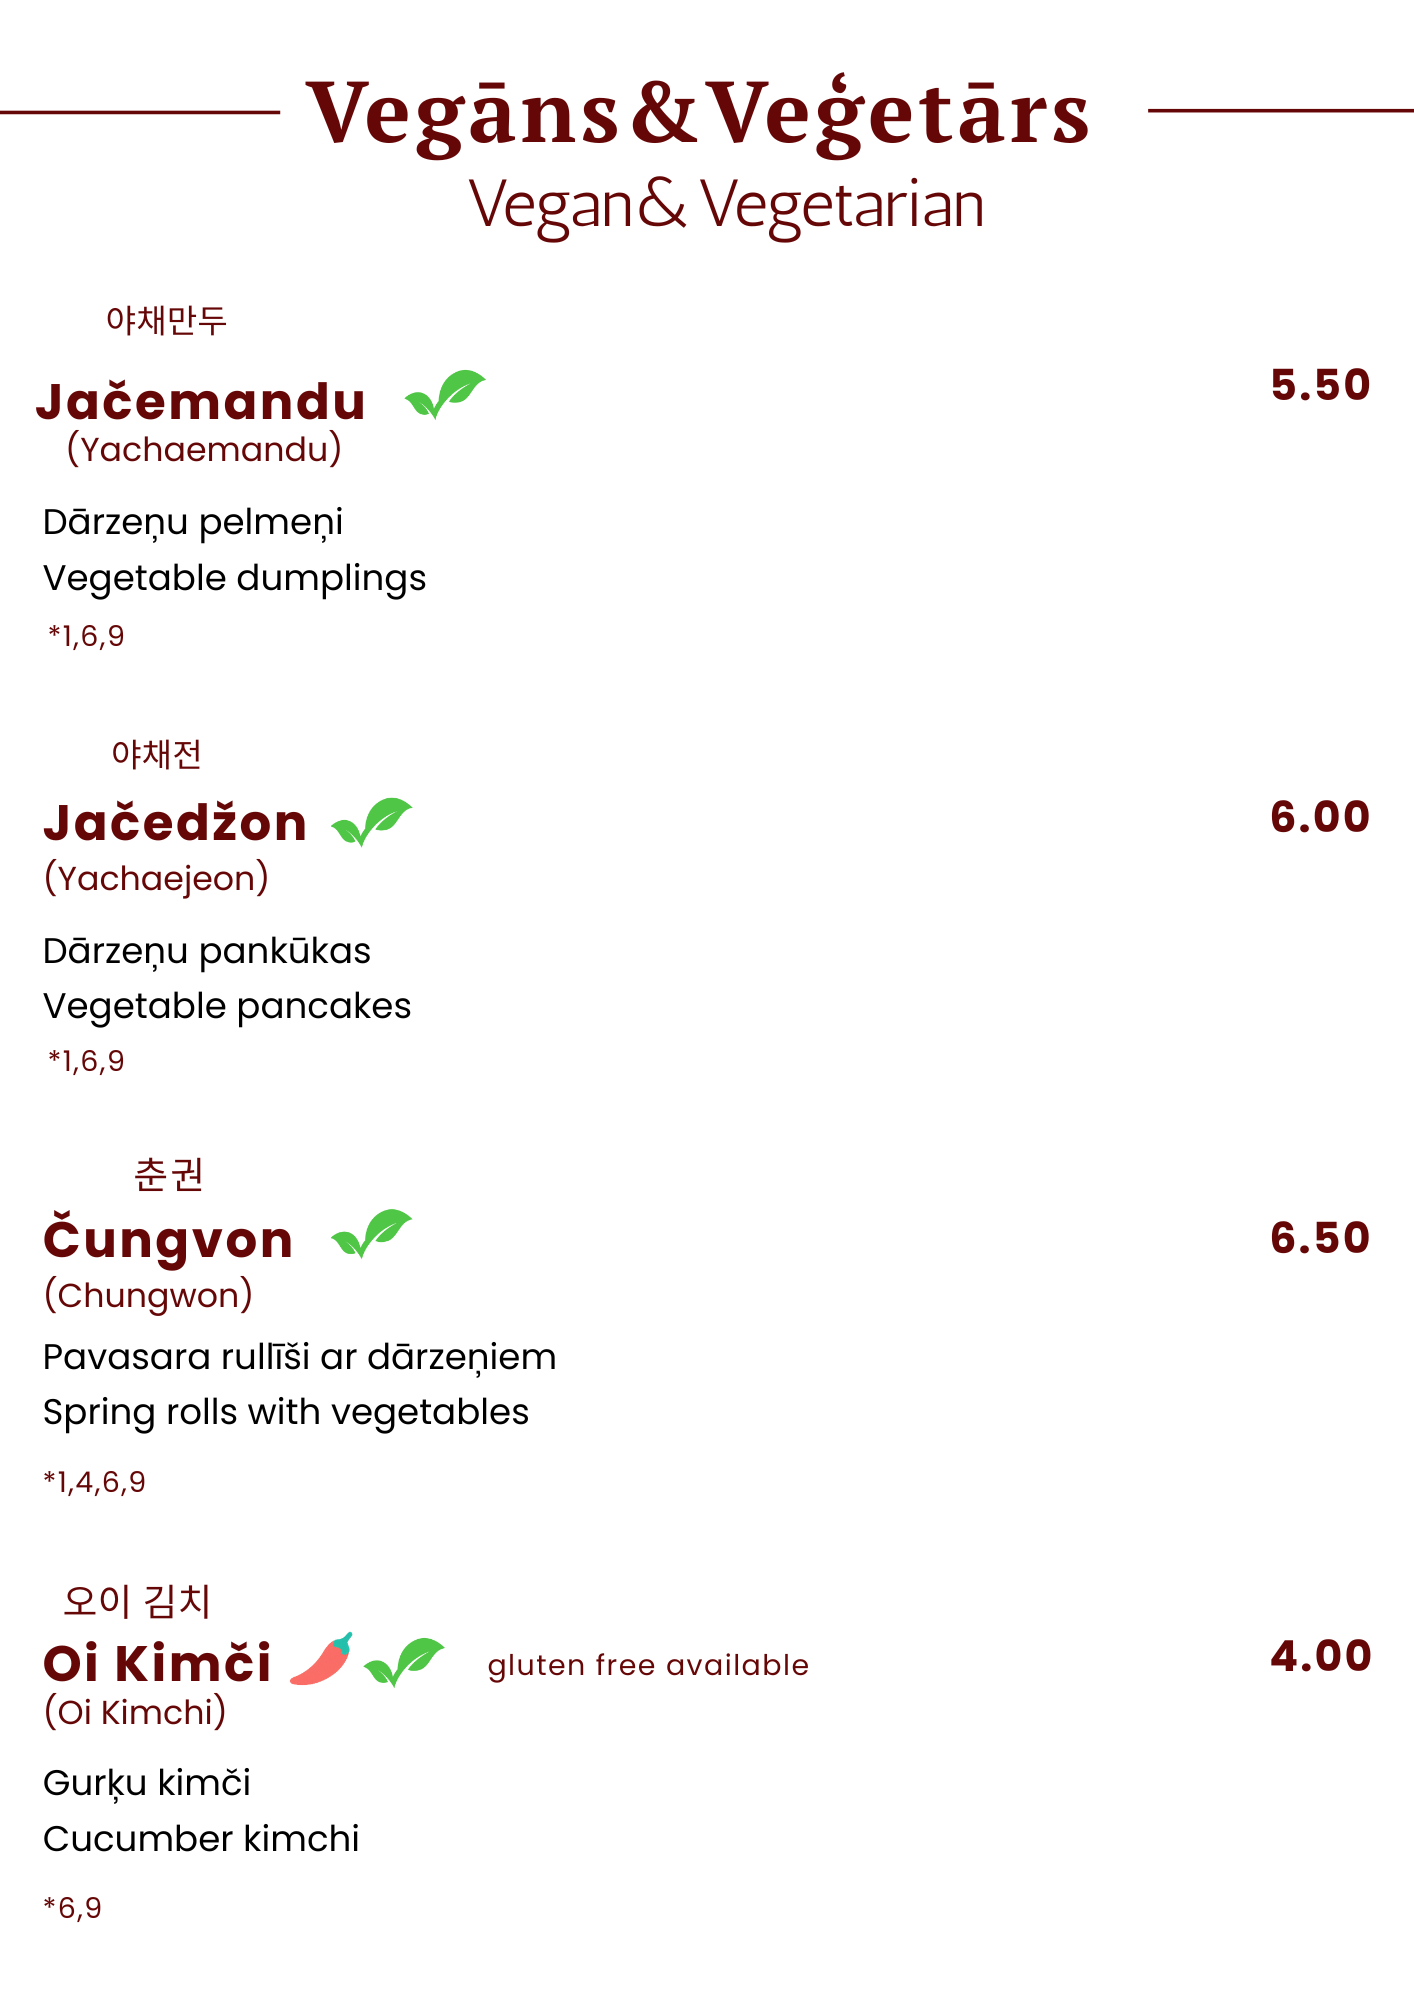 Vegāns&Veģetārs
Vegan& Vegetarian
야채만두
Jačemandu 5.50
(Yachaemandu)
Dārzeņu pelmeņi
Vegetable dumplings
*1,6,9
야채전
Jačedžon 6.00
(Yachaejeon)
Dārzeņu pankūkas
Vegetable pancakes
*1,6,9
춘권
Čungvon 6.50
(Chungwon)
Pavasara rullīši ar dārzeņiem
Spring rolls with vegetables
*1,4,6,9
오이 김치
Oi Kimči gluten free available 4.00
(Oi Kimchi)
Gurķu kimči
Cucumber kimchi
*6,9